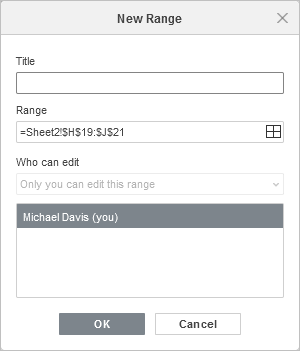 New Range
Title
Range
=Sheet2!$H$19:$J$21
Who can edit
Only you can edit this range
Michael Davis (you)
OK
Cancel